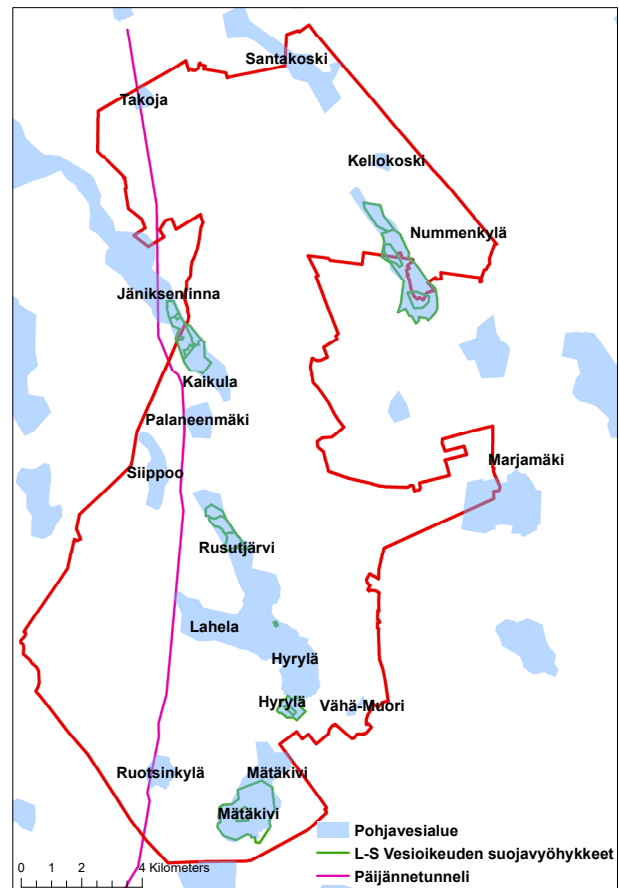 Santakoski
Takoja
Kellokoski
Nummenkylä
Jäniksenlinna
Kaikula
Palaneenmäki
Siippoo
Marjamäki
Rusutjärvi
Lahela
Hyrylä
Hyrylä
Vähä-Muori
Ruotsinkylä
Mätäkivi
Mätäkivi
Pohjavesialue
L-S Vesioikeuden suojavyöhykkeet
Päijännetunneli
0 1 2 4 Kilometers